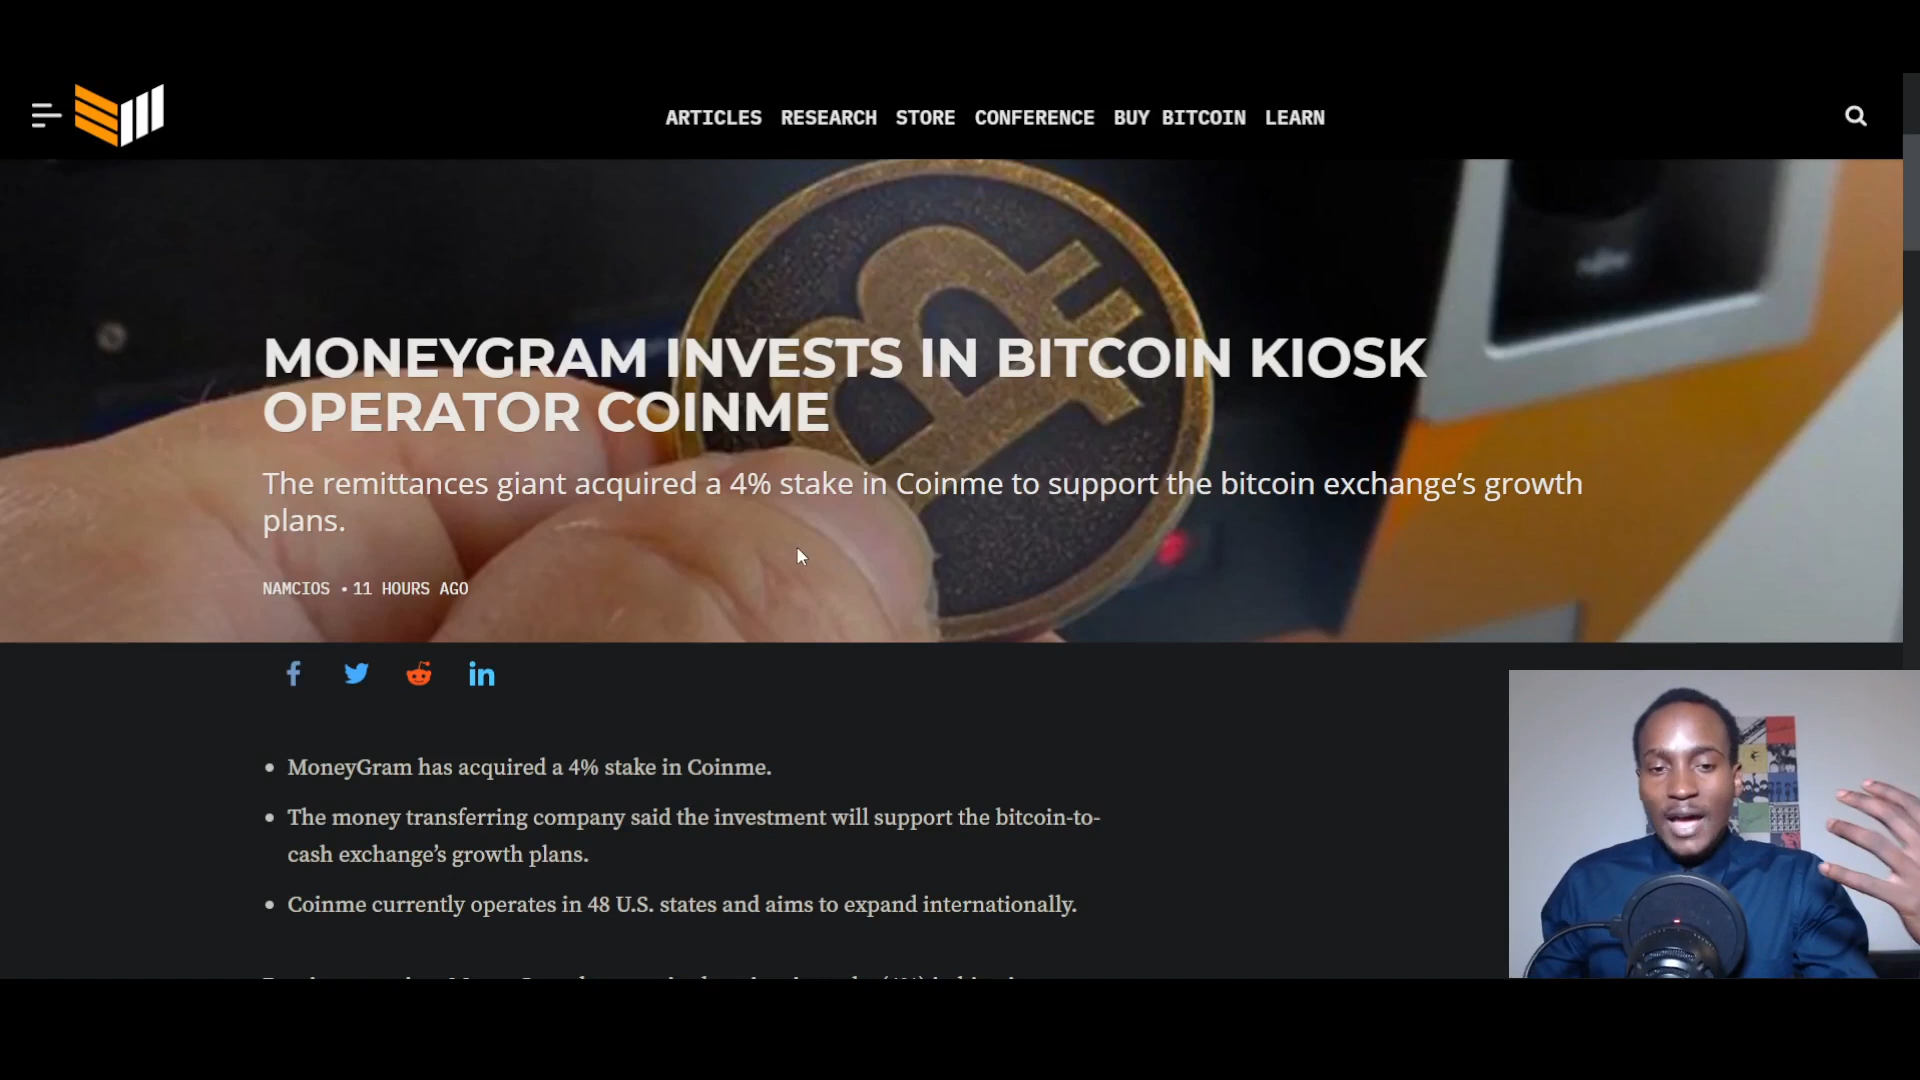 ARTICLES RESEARCH STORE CONFERENCE BUY BITCOIN LEARN
MONEYGRAM INVESTS IN BITCOIN KIOSK
OPERATOR COINME
The remittances giant acquired a 4% stake in Coinme to support the bitcoin exchange’s growth
plans.
NAMCIOS • 11 HOURS AGO
• MoneyGram has acquired a 4% stake in Coinme.
• The money transferring company said the investment will support the bitcoin-to-
cash exchange’s growth plans.
• Coinme currently operates in 48 U.S. states and aims to expand internationally.